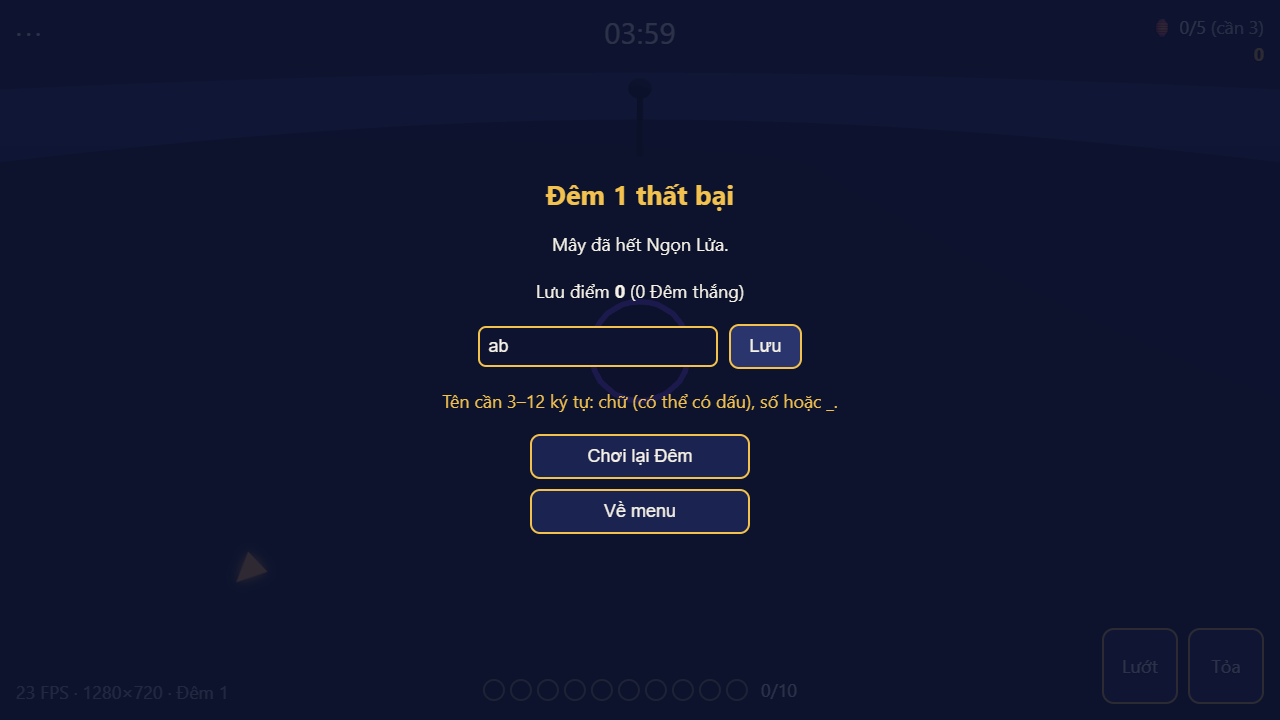 ...
03:59
0/5 (cần 3)
0
Đêm 1 thất bại
Mây đã hết Ngọn Lửa.
Lưu điểm 0 (0 Đêm thắng)
ab
Lưu
Tên cần 3–12 ký tự: chữ (có thể có dấu), số hoặc _.
Chơi lại Đêm
Về menu
Lướt
Tỏa
23 FPS · 1280×720 · Đêm 1
0/10